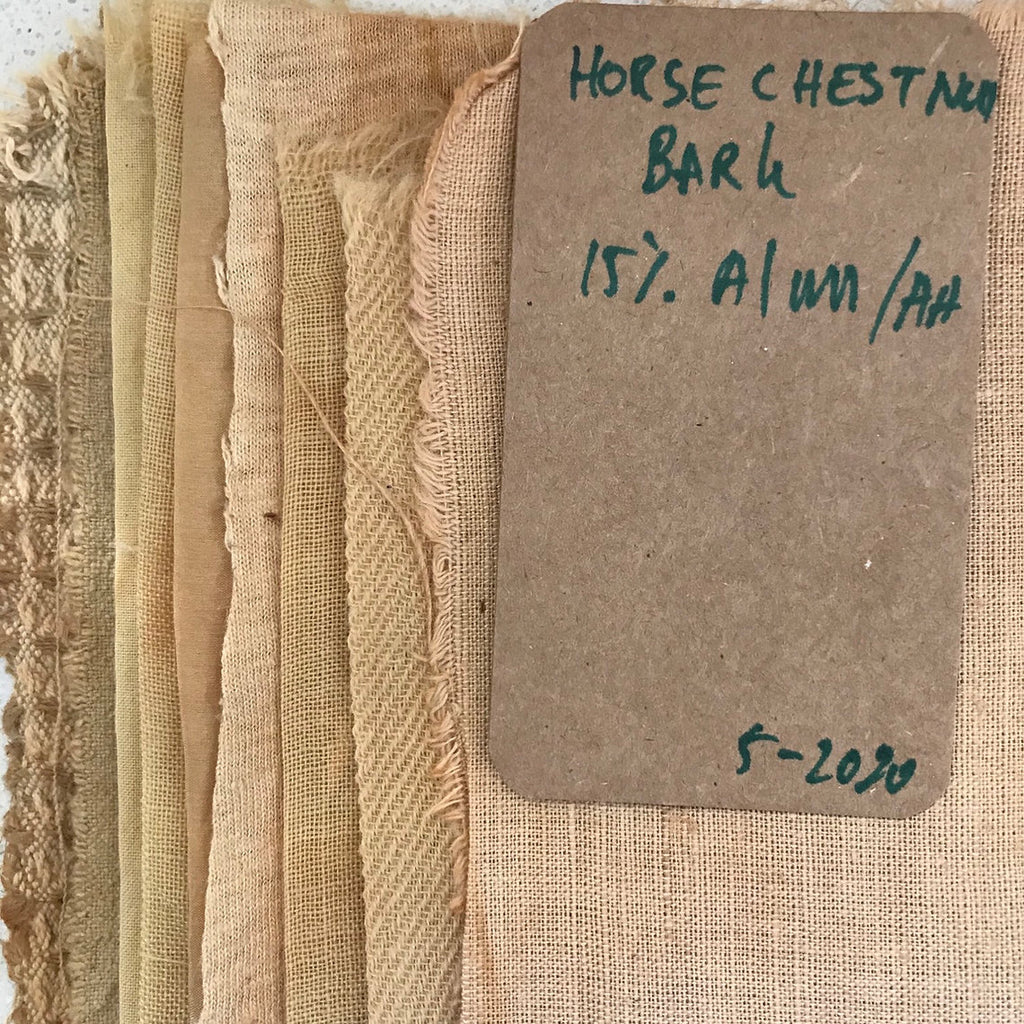 HORSE CHESTNUT
BARK
15% Alum/AA
5-2020